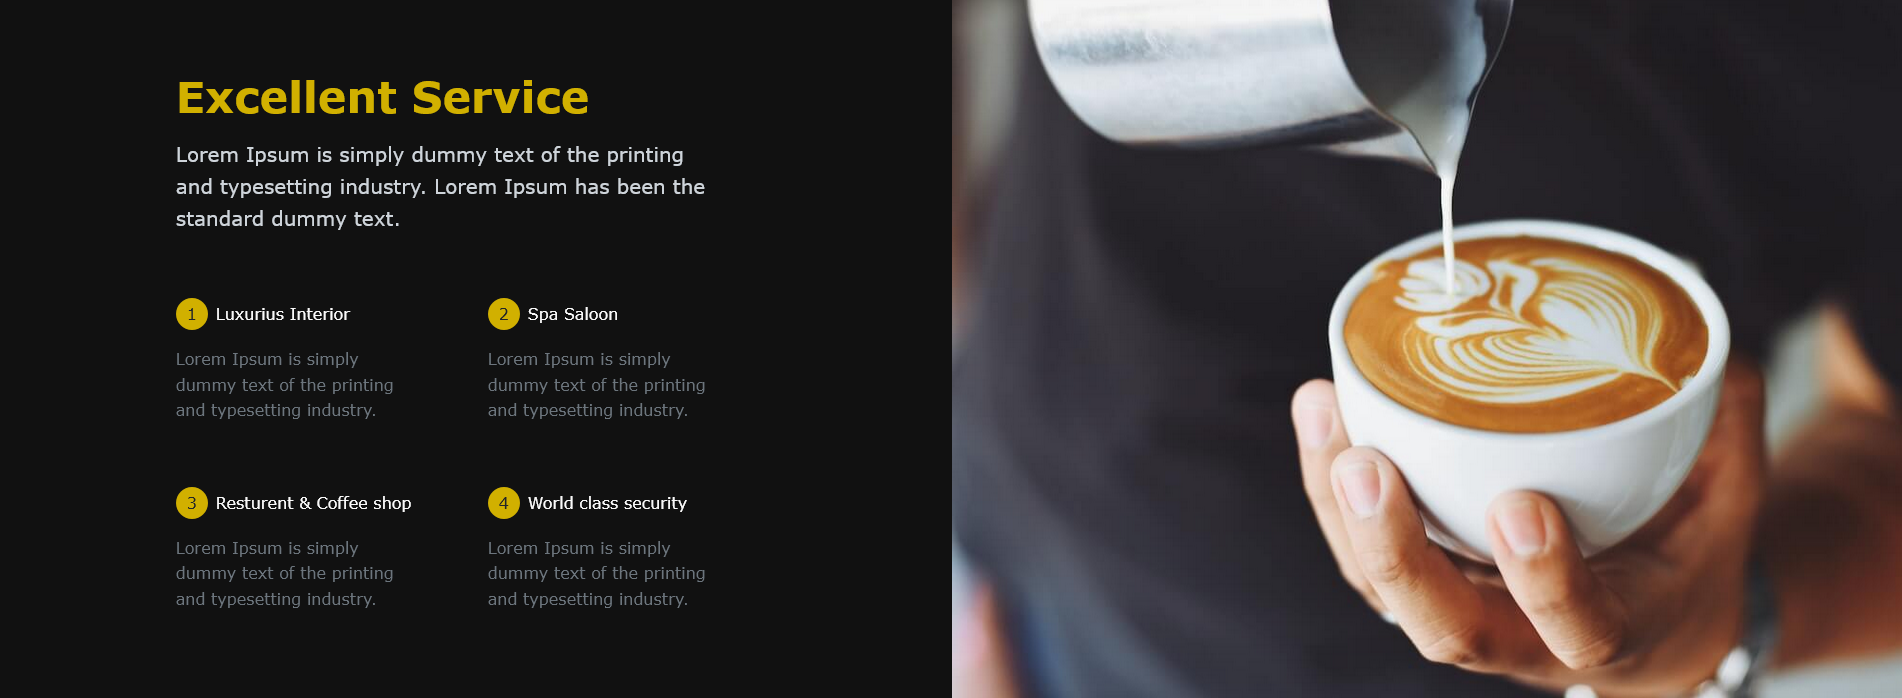 Excellent Service
Lorem Ipsum is simply dummy text of the printing
and typesetting industry. Lorem Ipsum has been the
standard dummy text.
1 Luxurius Interior
Lorem Ipsum is simply
dummy text of the printing
and typesetting industry.
2 Spa Saloon
Lorem Ipsum is simply
dummy text of the printing
and typesetting industry.
3 Resturent & Coffee shop
Lorem Ipsum is simply
dummy text of the printing
and typesetting industry.
4 World class security
Lorem Ipsum is simply
dummy text of the printing
and typesetting industry.